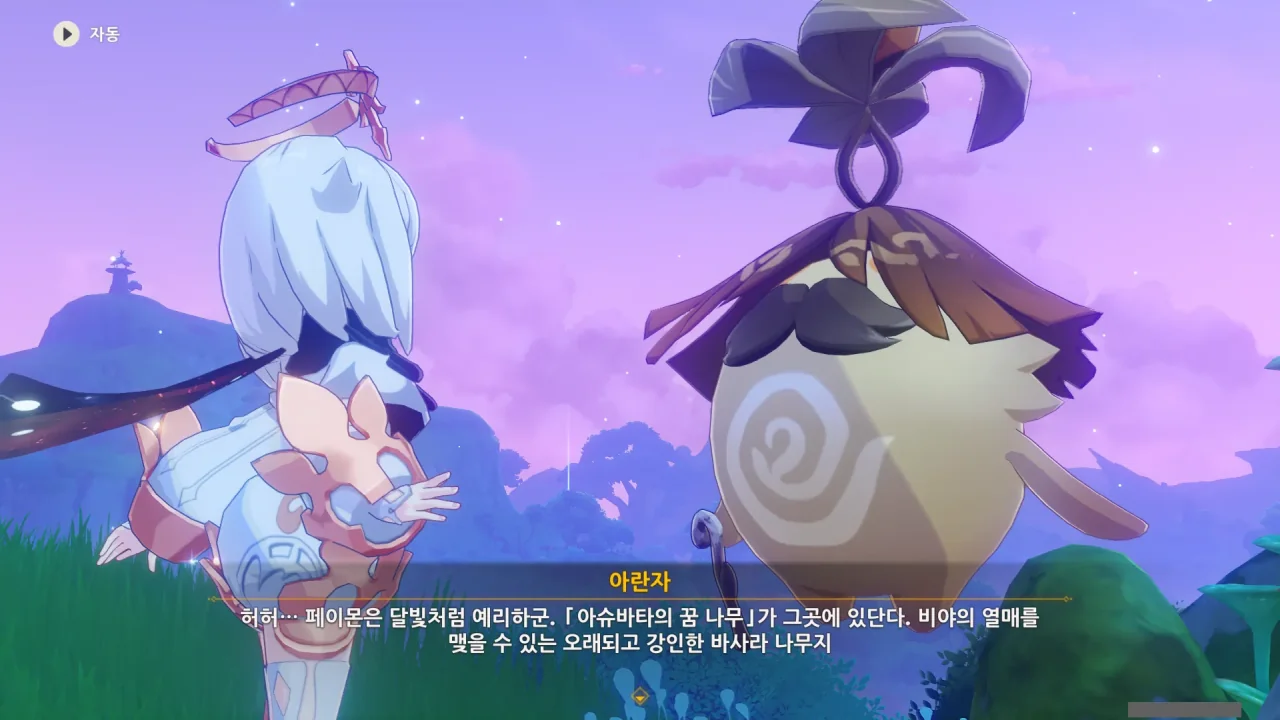 자동
아란자
허허… 페이몬은 달빛처럼 예리하군. 「아슈바타의 꿈 나무」가 그곳에 있단다. 비야의 열매를
맺을 수 있는 오래되고 강인한 바사라 나무지